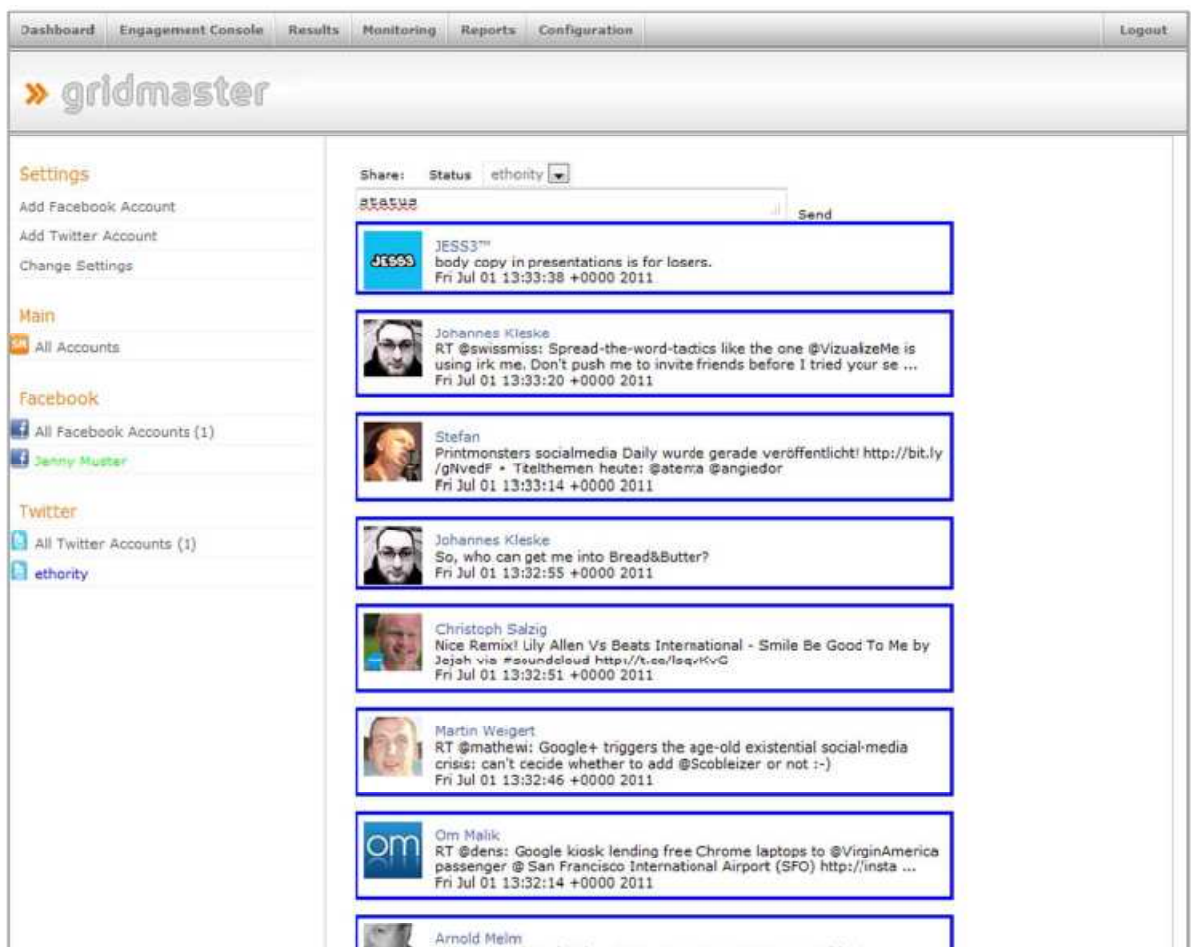 Dashboard Engagement Console Results Monitoring Reports Configuration Logout
» gridmaster
Settings
Add Facebook Account
Add Twitter Account
Change Settings
Main
SM All Accounts
Facebook
All Facebook Accounts (1)
Jenny Muster
Twitter
All Twitter Accounts (1)
ethority
Share: Status ethority
status
Send
JESS3
JESS3™
body copy in presentations is for losers.
Fri Jul 01 13:33:38 +0000 2011
Johannes Kleske
RT @swissmiss: Spread-the-word-tactics like the one @VizualizeMe is
using irk me. Don't push me to invite friends before I tried your se ...
Fri Jul 01 13:33:20 +0000 2011
Stefan
Printmonsters socialmedia Daily wurde gerade veröffentlicht! http://bit.ly
/gNvedF • Titelthemen heute: @atenta @angiedor
Fri Jul 01 13:33:14 +0000 2011
Johannes Kleske
So, who can get me into Bread&Butter?
Fri Jul 01 13:32:55 +0000 2011
Christoph Salzig
Nice Remix! Lily Allen Vs Beats International - Smile Be Good To Me by
via #soundcloud
Fri Jul 01 13:32:51 +0000 2011
Martin Weigert
RT @mathewi: Google+ triggers the age-old existential social-media
crisis: can't decide whether to add @Scobleizer or not :-)
Fri Jul 01 13:32:46 +0000 2011
om
Om Malik
RT @dens: Google kiosk lending free Chrome laptops to @VirginAmerica
passenger @ San Francisco International Airport (SFO) http://insta ...
Fri Jul 01 13:32:14 +0000 2011
Arnold Melm